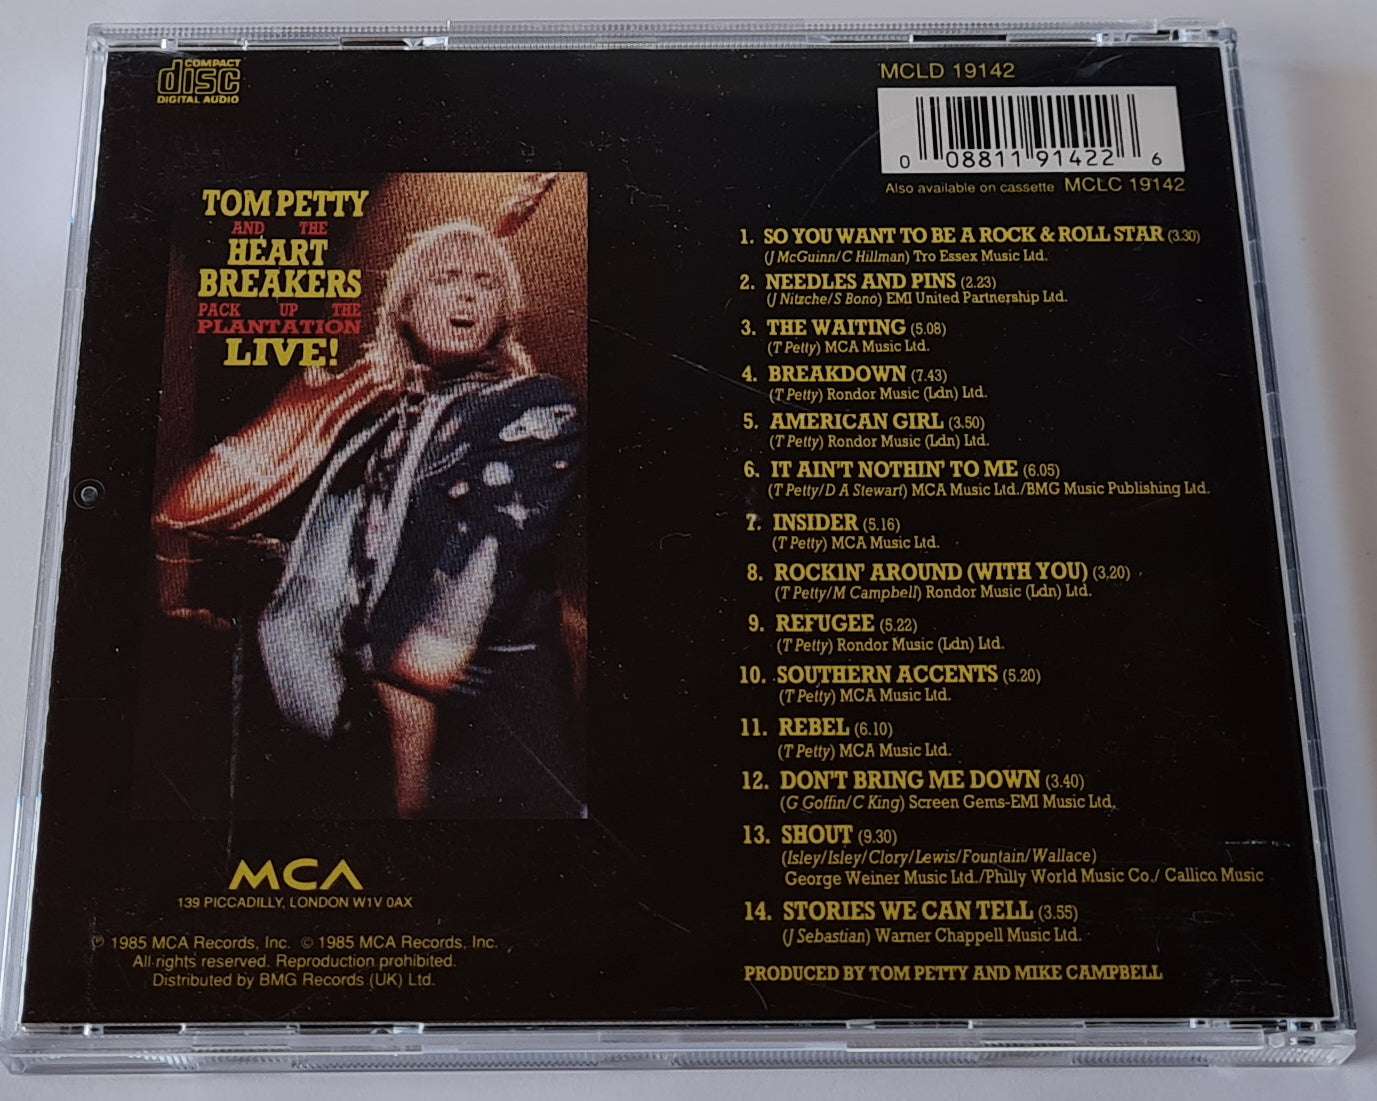 COMPACT
disc
DIGITAL AUDIO
MCLD 19142
0 08811 91422 6
Also available on cassette MCLC 19142
TOM PETTY
AND THE
HEART
BREAKERS
PACK UP THE
PLANTATION
LIVE!
1. SO YOU WANT TO BE A ROCK & ROLL STAR (3.30)
(J McGuinn/C Hillman) Tro Essex Music Ltd.
2. NEEDLES AND PINS (2.23)
(J Nitzche/S Bono) EMI United Partnership Ltd.
3. THE WAITING (5.08)
(T Petty) MCA Music Ltd.
4. BREAKDOWN (7.43)
(T Petty) Rondor Music (Ldn) Ltd.
5. AMERICAN GIRL (3.50)
(T Petty) Rondor Music (Ldn) Ltd.
6. IT AIN'T NOTHIN' TO ME (6.05)
(T Petty/D A Stewart) MCA Music Ltd./BMG Music Publishing Ltd.
7. INSIDER (5.16)
(T Petty) MCA Music Ltd.
8. ROCKIN' AROUND (WITH YOU) (3.20)
(T Petty/M Campbell) Rondor Music (Ldn) Ltd.
9. REFUGEE (5.22)
(T Petty) Rondor Music (Ldn) Ltd.
10. SOUTHERN ACCENTS (5.20)
(T Petty) MCA Music Ltd.
11. REBEL (6.10)
(T Petty) MCA Music Ltd.
12. DON'T BRING ME DOWN (3.40)
(G Goffin/C King) Screen Gems-EMI Music Ltd.
13. SHOUT (9.30)
(Isley/Isley/Clory/Lewis/Fountain/Wallace)
George Weiner Music Ltd./Philly World Music Co./ Callico Music
14. STORIES WE CAN TELL (3.55)
(J Sebastian) Warner Chappell Music Ltd.
PRODUCED BY TOM PETTY AND MIKE CAMPBELL
MCA
139 PICCADILLY, LONDON W1V 0AX
℗ 1985 MCA Records, Inc. © 1985 MCA Records, Inc.
All rights reserved. Reproduction prohibited.
Distributed by BMG Records (UK) Ltd.